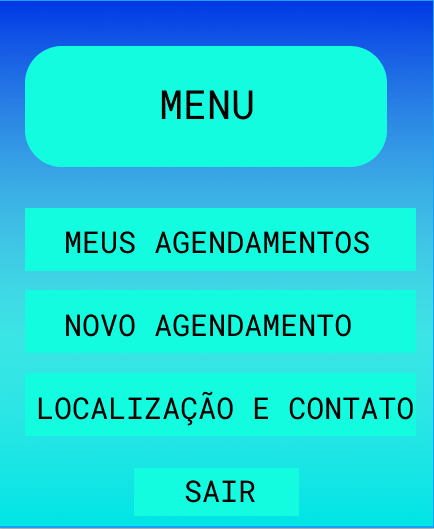 MENU
MEUS AGENDAMENTOS
NOVO AGENDAMENTO
LOCALIZAÇÃO E CONTATO
SAIR